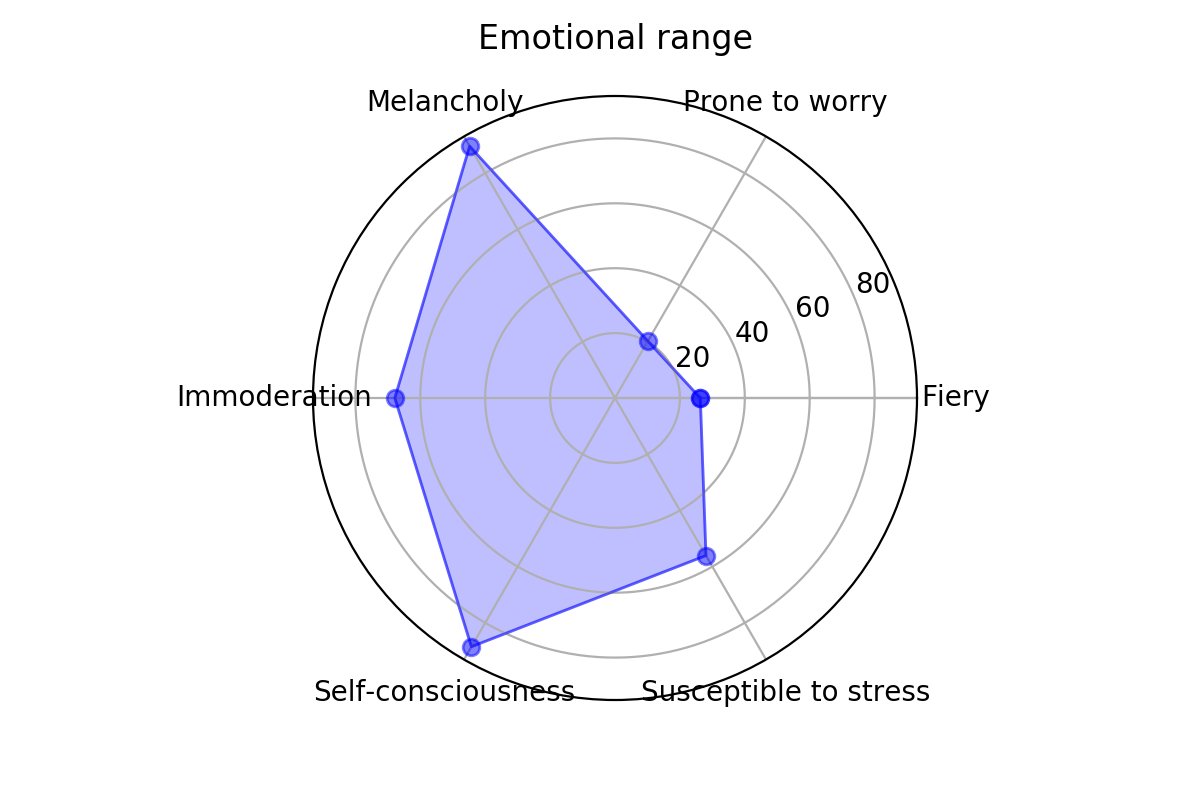 Emotional range
Melancholy
Prone to worry
80
60
40
20
Immoderation
Fiery
Self-consciousness
Susceptible to stress